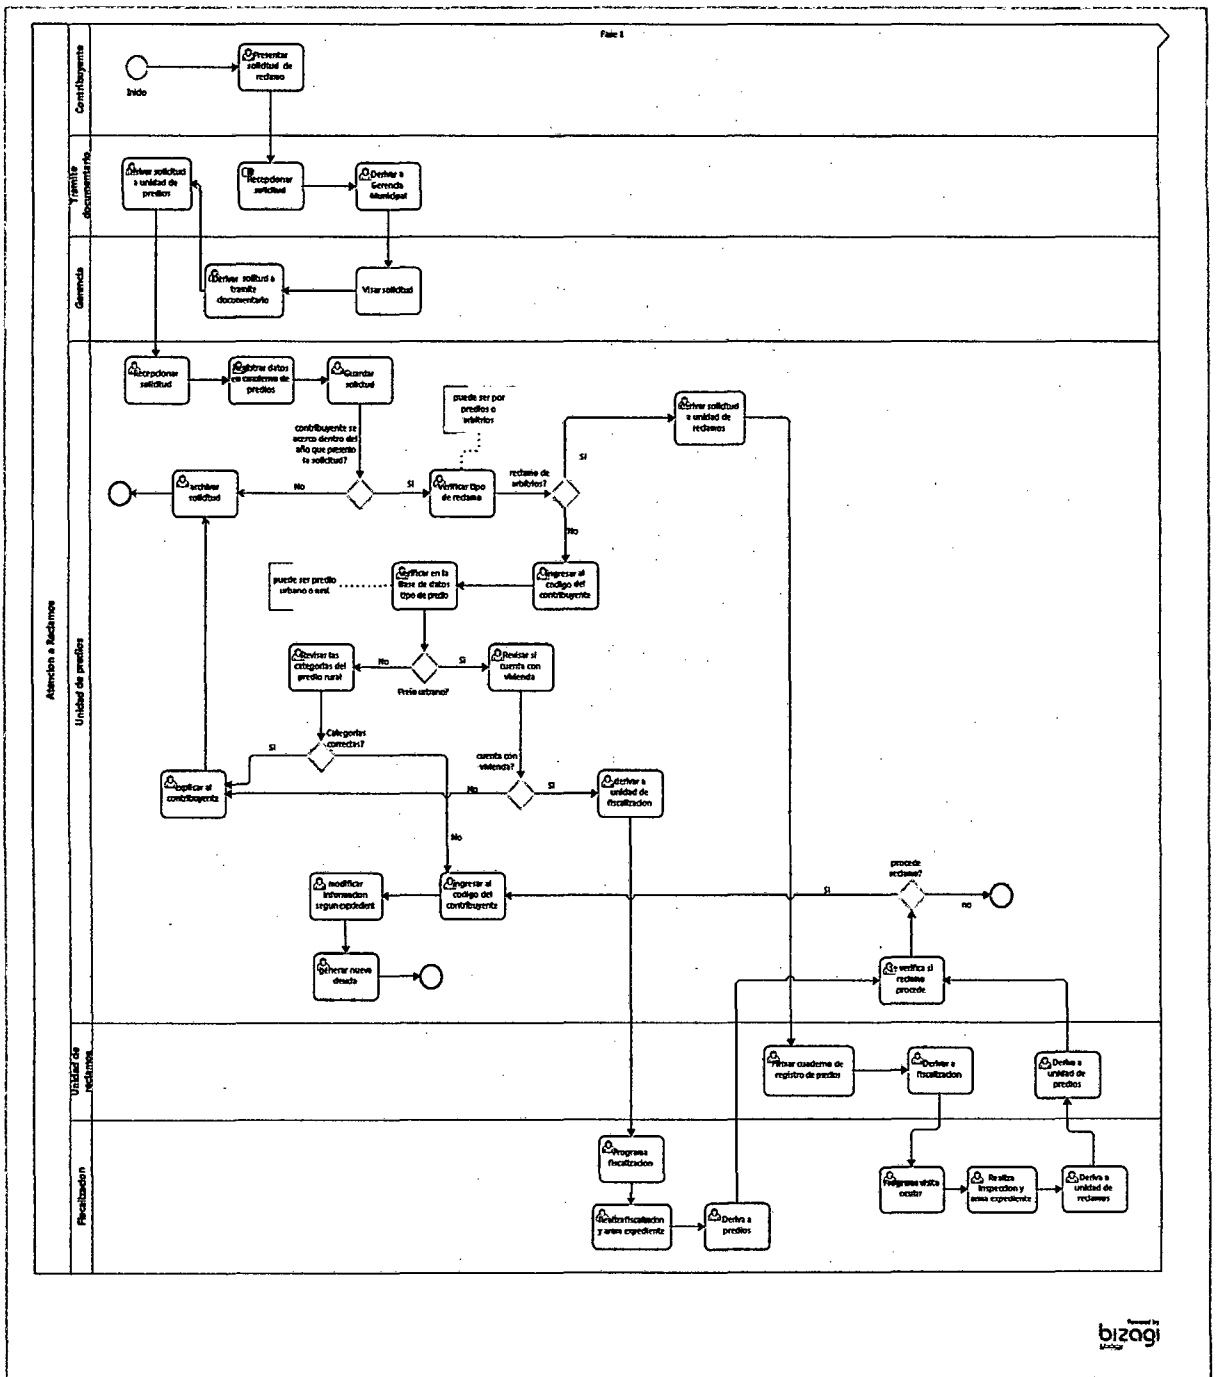 Fase 1
Atencion a Reclamos
Contribuyente
Inicio
Presentar
solicitud de
reclamo
Tramite
documentario
Derivar solicitud
a unidad de
predios
Recepcionar
solicitud
Derivar a
Gerencia
Municipal
Gerencia
Derivar solitud a
tramite
documentario
Visar solicitud
Unidad de predios
Recepcionar
solicitud
Registrar datos
en cuaderno de
predios
Guardar
solicitud
puede ser por
predios o
arbitrios
Derivar solicitud
a unidad de
reclamos
contribuyente se
acerco dentro del
año que presento
la solicitud?
archivar
solicitud
No
SI
Verificar tipo
de reclamo
reclamo de
arbitrios?
SI
No
puede ser predio
urbano o rural
Verificar en la
Base de datos
tipo de predio
Ingresar al
codigo del
contribuyente
Revisar las
categorias del
predio rural
No
Si
Revisar si
cuenta con
vivienda
Preio urbano?
Categorias
correctas?
SI
cuenta con
vivienda?
explicar al
contribuyente
No
SI
derivar a
unidad de
fiscalizacion
No
modificar
informacion
segun expedient
ingresar al
codigo del
contribuyente
procede
reclamo?
Si
no
generar nueva
deuda
Se verifica si
reclamo
procede
Unidad de
reclamos
Firmar cuaderno de
registro de predios
Derivar a
fiscalizacion
Deriva a
unidad de
predios
Fiscalizacion
Programa
fiscalizacion
Programa visita
ocular
Realiza
inspeccion y
arma expediente
Deriva a
unidad de
reclamos
Realiza fiscalizacion
y arma expediente
Deriva a
predios
Powered by
bizagi
Modeler